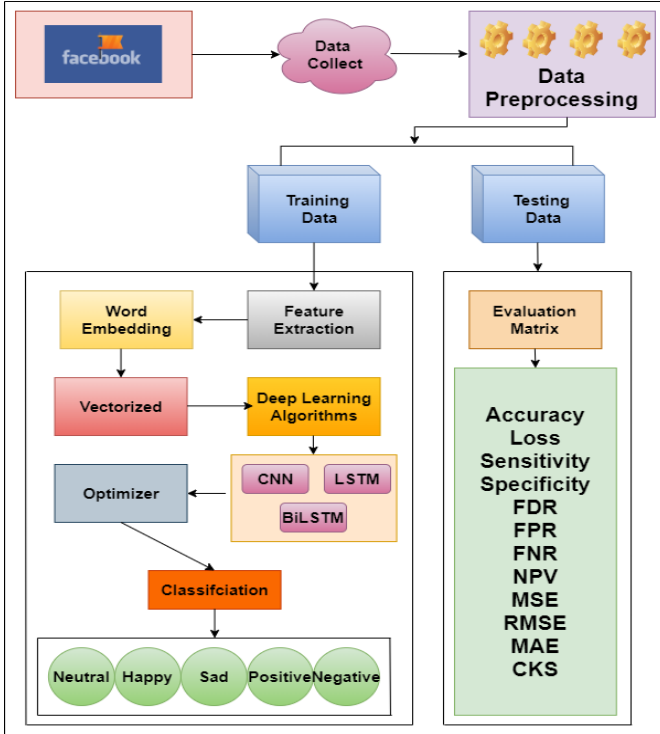 facebook
Data
Collect
Data
Preprocessing
Training
Data
Testing
Data
Word
Embedding
Feature
Extraction
Vectorized
Deep Learning
Algorithms
Optimizer
CNN
LSTM
BiLSTM
Classifciation
Neutral
Happy
Sad
Positive
Negative
Evaluation
Matrix
Accuracy
Loss
Sensitivity
Specificity
FDR
FPR
FNR
NPV
MSE
RMSE
MAE
CKS